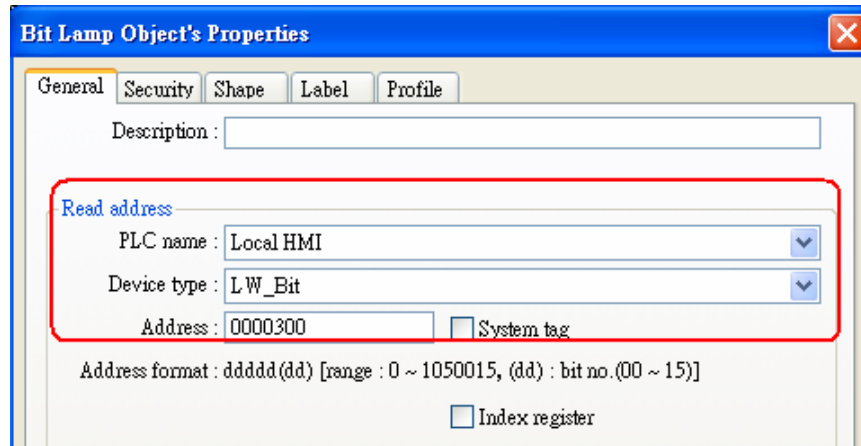 Bit Lamp Object's Properties
General Security Shape Label Profile
Description :
Read address
PLC name : Local HMI
Device type : LW_Bit
Address : 0000300 System tag
Address format : ddddd(dd) [range : 0 ~ 1050015, (dd) : bit no.(00 ~ 15)]
Index register